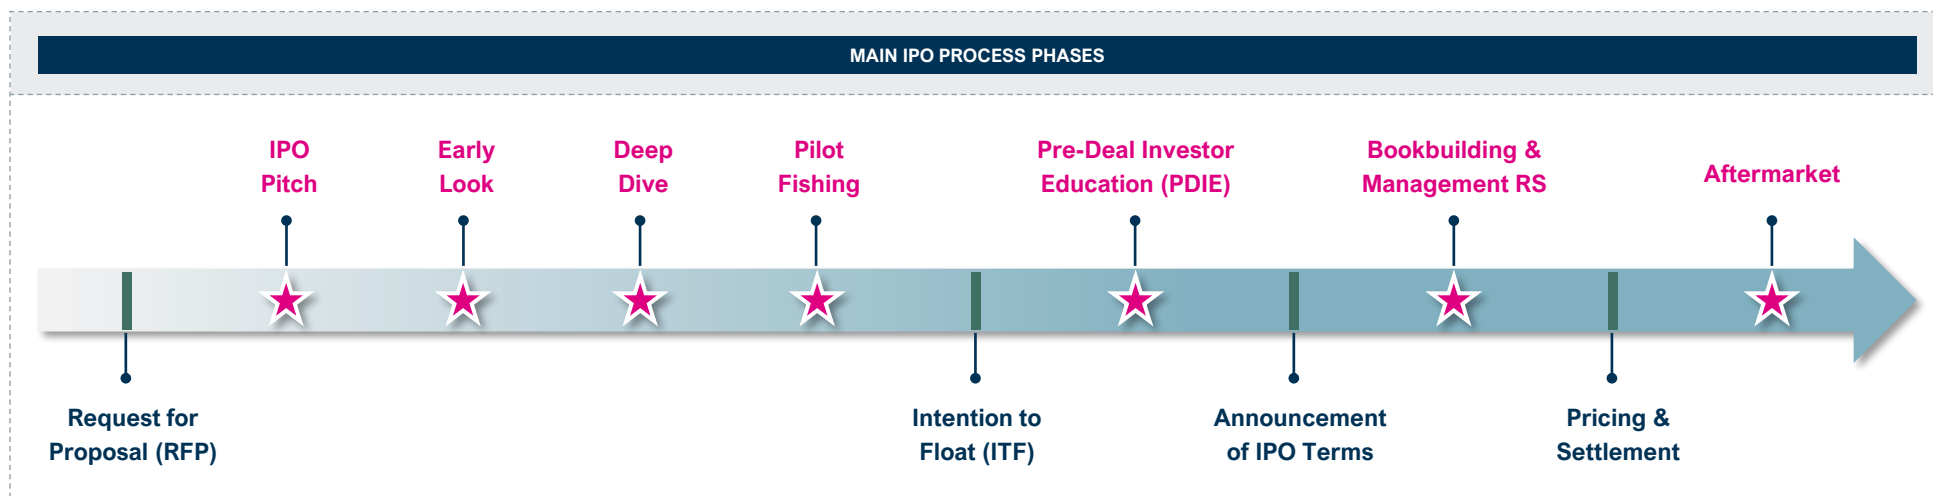 MAIN IPO PROCESS PHASES
IPO
Pitch
Early
Look
Deep
Dive
Pilot
Fishing
Pre-Deal Investor
Education (PDIE)
Bookbuilding &
Management RS
Aftermarket
Request for
Proposal (RFP)
Intention to
Float (ITF)
Announcement
of IPO Terms
Pricing &
Settlement